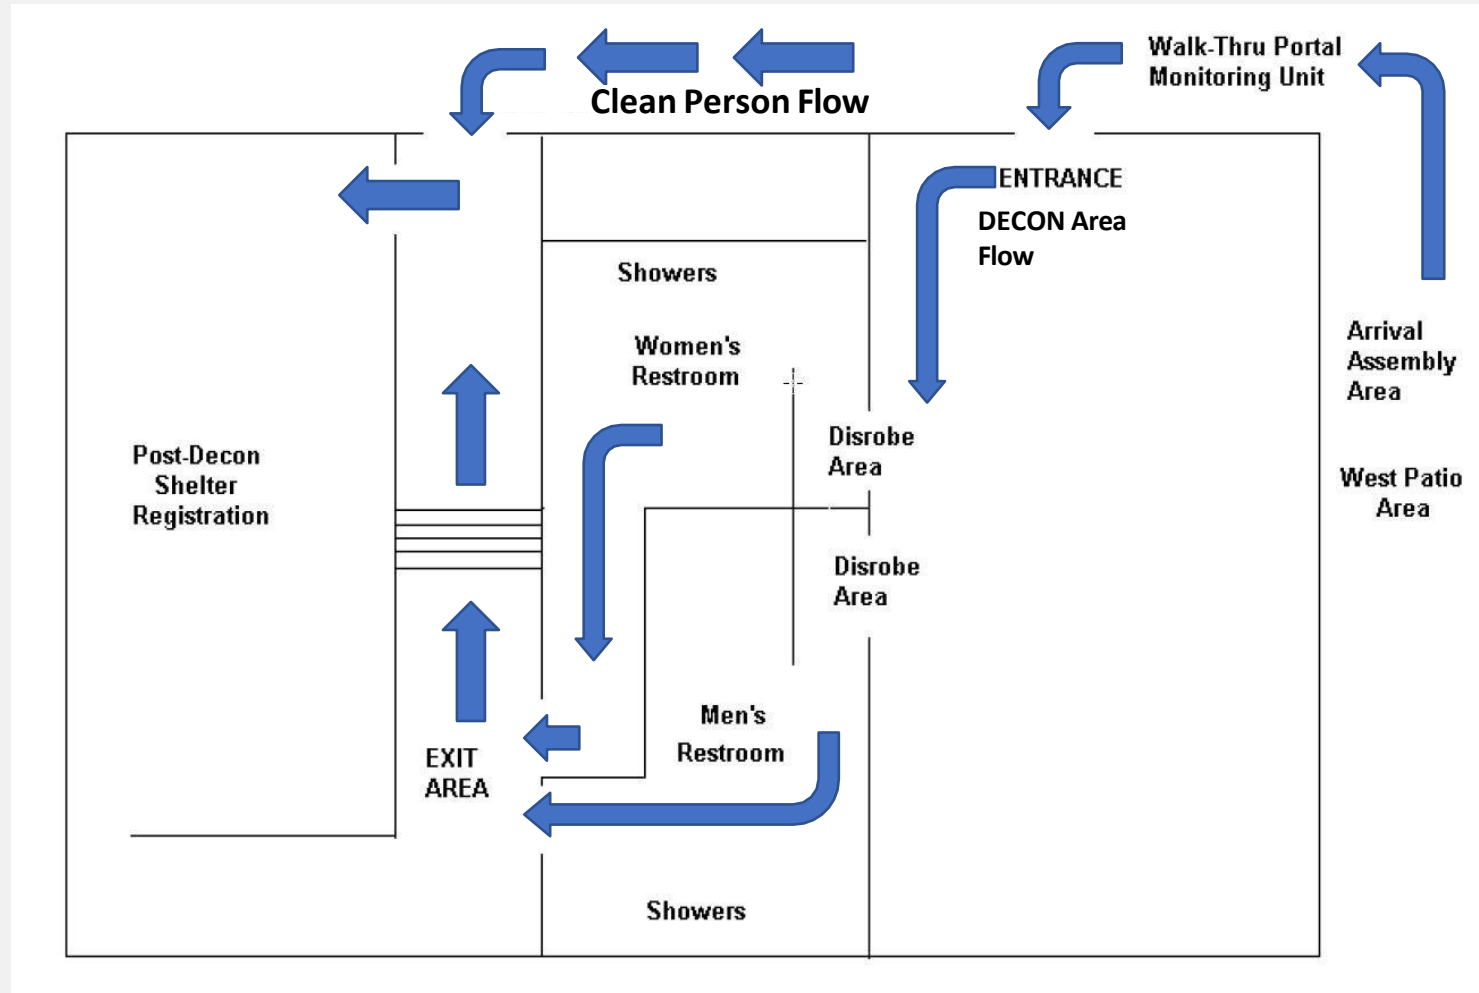 Walk-Thru Portal
Monitoring Unit
Clean Person Flow
ENTRANCE
DECON Area
Flow
Showers
Women's
Restroom
Arrival
Assembly
Area
Disrobe
Area
Post-Decon
Shelter
Registration
West Patio
Area
Disrobe
Area
Men's
Restroom
EXIT
AREA
Showers